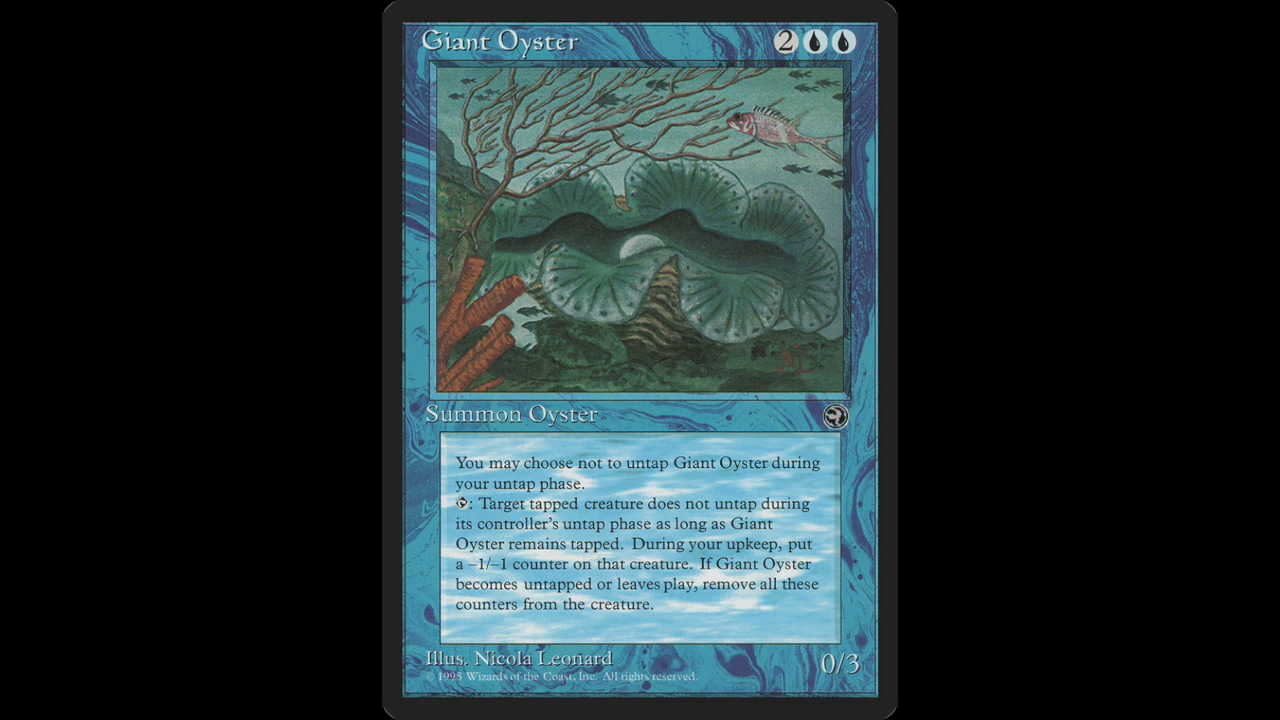 Giant Oyster 2
Summon Oyster
You may choose not to untap Giant Oyster during
your untap phase.
: Target tapped creature does not untap during
its controller's untap phase as long as Giant
Oyster remains tapped. During your upkeep, put
a –1/–1 counter on that creature. If Giant Oyster
becomes untapped or leaves play, remove all these
counters from the creature.
Illus. Nicola Leonard
0/3
© 1995 Wizards of the Coast, Inc. All rights reserved.